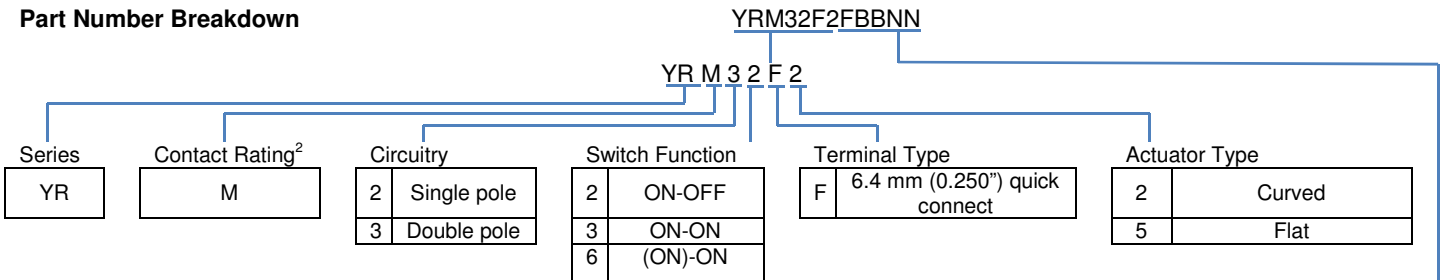 Part Number Breakdown
YRM32F2FBBNN
YR M 3 2 F 2
Series
YR
Contact Rating2
M
Circuitry
2 Single pole
3 Double pole
Switch Function
2 ON-OFF
3 ON-ON
6 (ON)-ON
Terminal Type
F 6.4 mm (0.250”) quick
connect
Actuator Type
2 Curved
5 Flat